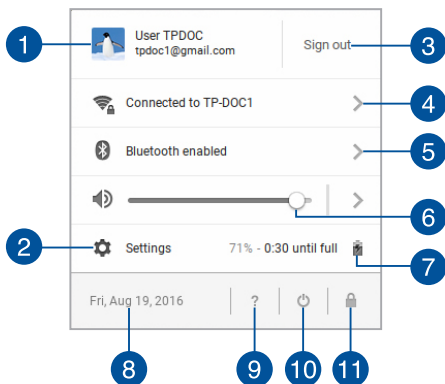 1
User TPDOC
tpdoc1@gmail.com
Sign out
3
Connected to TP-DOC1
4
Bluetooth enabled
5
6
2
Settings
71% - 0:30 until full
7
Fri, Aug 19, 2016
?
8
9
10
11